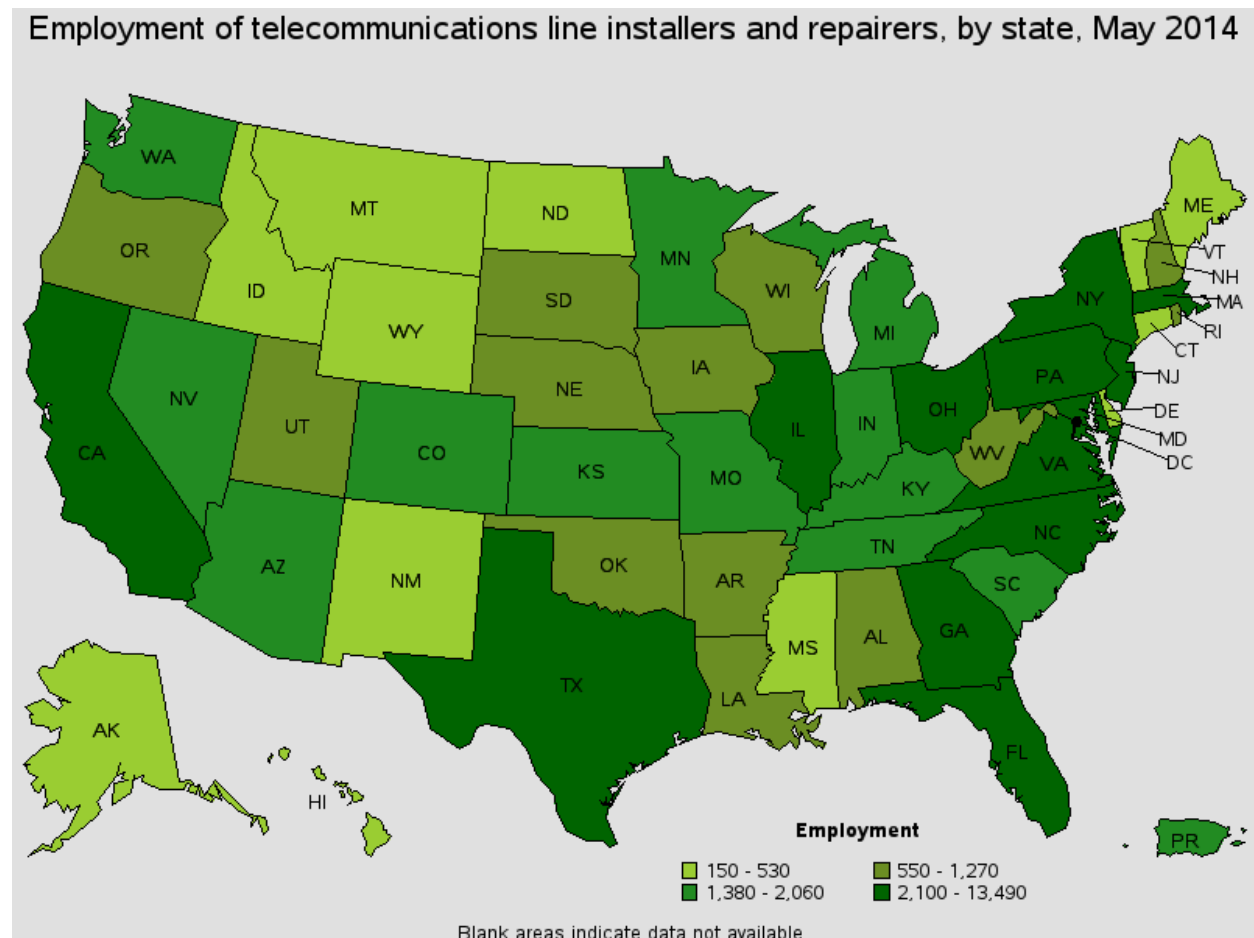 Employment of telecommunications line installers and repairers, by state, May 2014
WA
MT
ND
MN
ME
VT
NH
MA
RI
CT
OR
ID
WY
SD
WI
MI
NY
NV
UT
NE
IA
PA
NJ
DE
MD
DC
CA
CO
KS
MO
IL
IN
OH
WV
VA
KY
AZ
NM
OK
AR
TN
NC
SC
TX
LA
MS
AL
GA
FL
AK
HI
PR
Employment
150 - 530
550 - 1,270
1,380 - 2,060
2,100 - 13,490
Blank areas indicate data not available